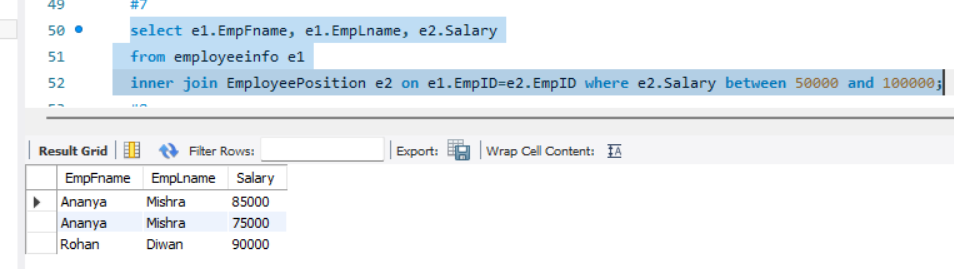 49 #7
50 select e1.EmpFname, e1.EmpLname, e2.Salary
51 from employeeinfo e1
52 inner join EmployeePosition e2 on e1.EmpID=e2.EmpID where e2.Salary between 50000 and 100000;
Result Grid Filter Rows: Export: Wrap Cell Content: IA
EmpFname EmpLname Salary
Ananya Mishra 85000
Ananya Mishra 75000
Rohan Diwan 90000